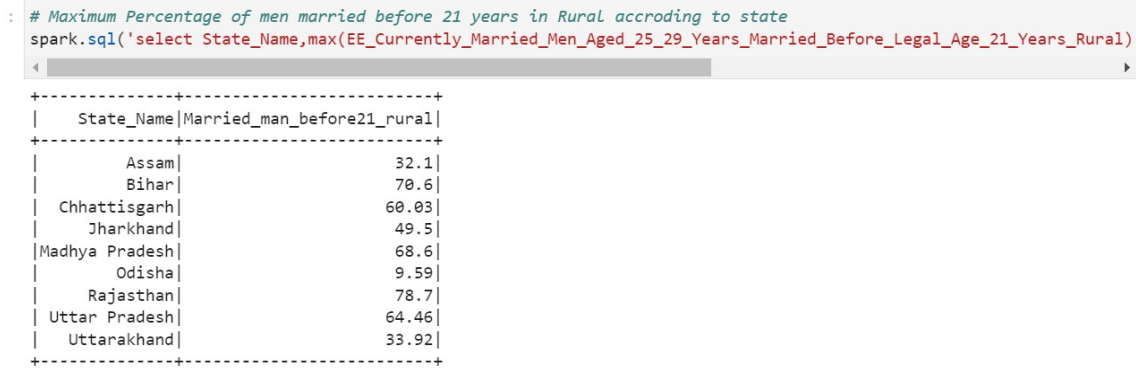 : # Maximum Percentage of men married before 21 years in Rural accroding to state
spark.sql('select State_Name,max(EE_Currently_Married_Men_Aged_25_29_Years_Married_Before_Legal_Age_21_Years_Rural)
+--------------+--------------------------+
|    State_Name|Married_man_before21_rural|
+--------------+--------------------------+
|         Assam|                      32.1|
|         Bihar|                      70.6|
|  Chhattisgarh|                     60.03|
|     Jharkhand|                      49.5|
|Madhya Pradesh|                      68.6|
|        Odisha|                      9.59|
|     Rajasthan|                      78.7|
| Uttar Pradesh|                     64.46|
|   Uttarakhand|                     33.92|
+--------------+--------------------------+